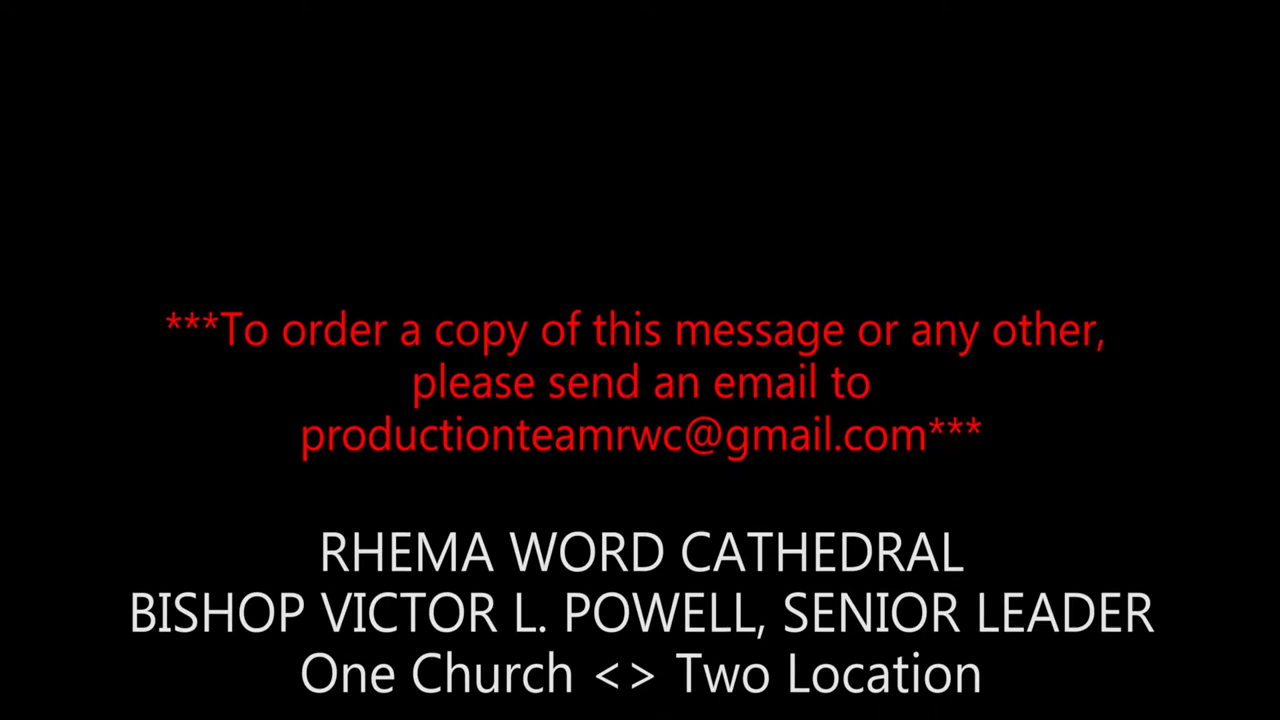 ***To order a copy of this message or any other,
please send an email to
productionteamrwc@gmail.com***
RHEMA WORD CATHEDRAL
BISHOP VICTOR L. POWELL, SENIOR LEADER
One Church <> Two Location